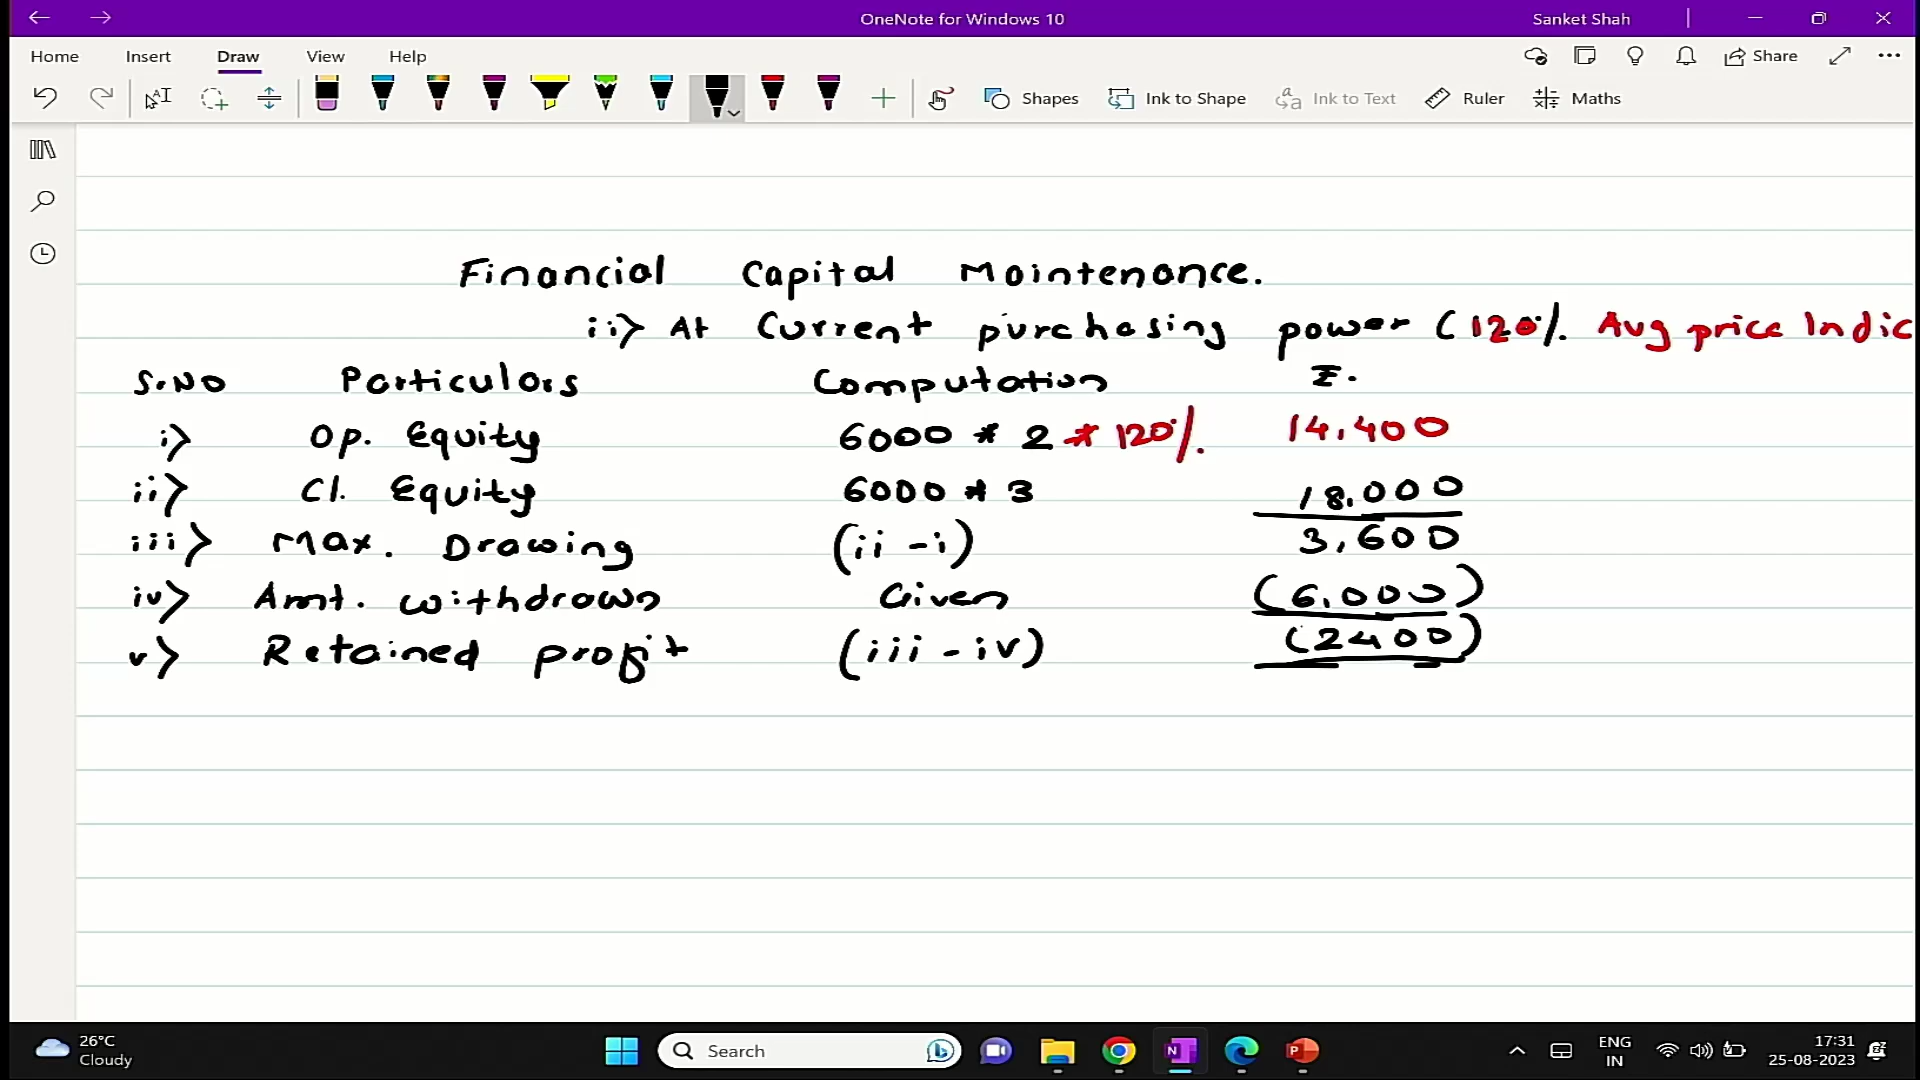 OneNote for Windows 10
Sanket Shah
Home Insert Draw View Help Share
Shapes Ink to Shape Ink to Text Ruler Maths
Financial Capital Maintenance.
ii> At Current purchasing power (120%. Avg price Indic
Sr.No Particulars Computation ₹.
i> Op. Equity 6000 * 2 * 120%. 14,400
ii> Cl. Equity 6000 * 3 18,000
iii> Max. Drawing (ii - i) 3,600
iv> Amt. withdrawn Given (6,000)
v> Retained profit (iii - iv) (2400)
26°C
Cloudy
Search
ENG
IN
17:31
25-08-2023